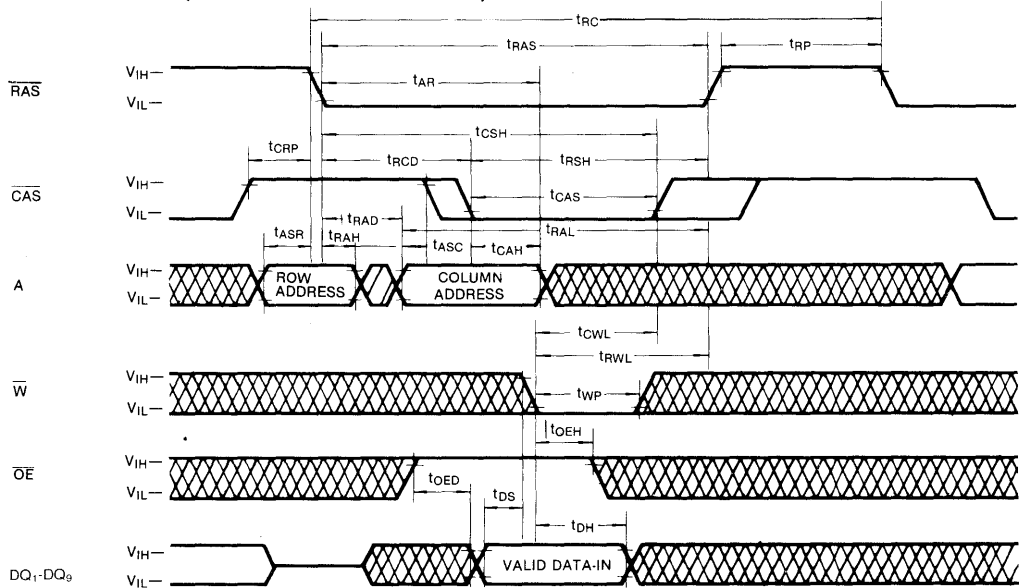 tRC
tRAS
tRP
tAR
RAS
VIH—
VIL—
tCSH
tCRP
tRCD
tRSH
CAS
VIH—
VIL—
tCAS
tRAD
tRAL
tASR
tRAH
tASC
tCAH
A
VIH—
VIL—
ROW ADDRESS
COLUMN ADDRESS
tCWL
tRWL
W
VIH—
VIL—
tWP
tOEH
OE
VIH—
VIL—
tOED
tDS
tDH
DQ1-DQ9
VIH—
VIL—
VALID DATA-IN